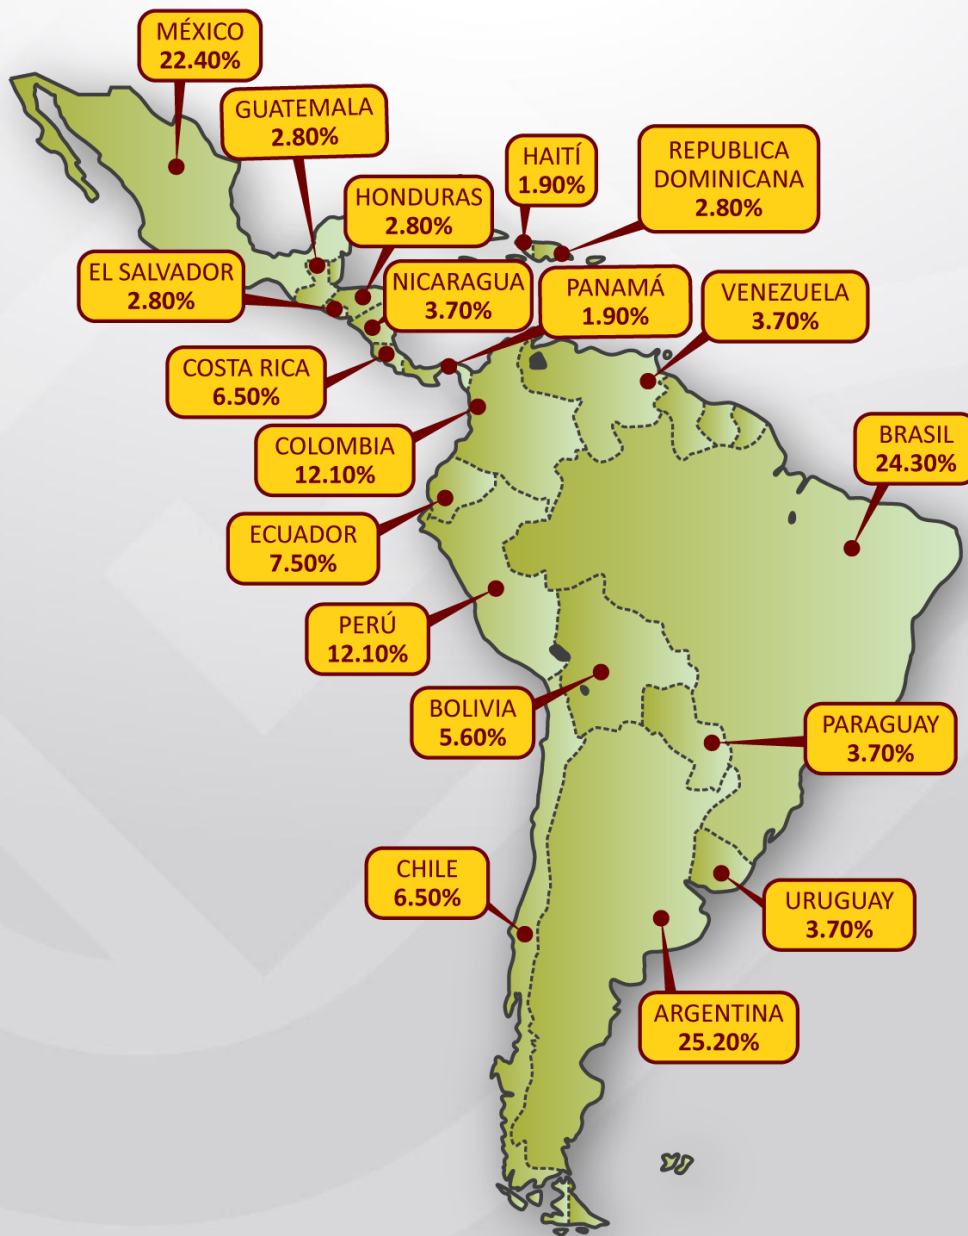 MÉXICO
22.40%
GUATEMALA
2.80%
HAITÍ
1.90%
REPUBLICA
DOMINICANA
2.80%
HONDURAS
2.80%
EL SALVADOR
2.80%
NICARAGUA
3.70%
PANAMÁ
1.90%
VENEZUELA
3.70%
COSTA RICA
6.50%
COLOMBIA
12.10%
BRASIL
24.30%
ECUADOR
7.50%
PERÚ
12.10%
BOLIVIA
5.60%
PARAGUAY
3.70%
CHILE
6.50%
URUGUAY
3.70%
ARGENTINA
25.20%